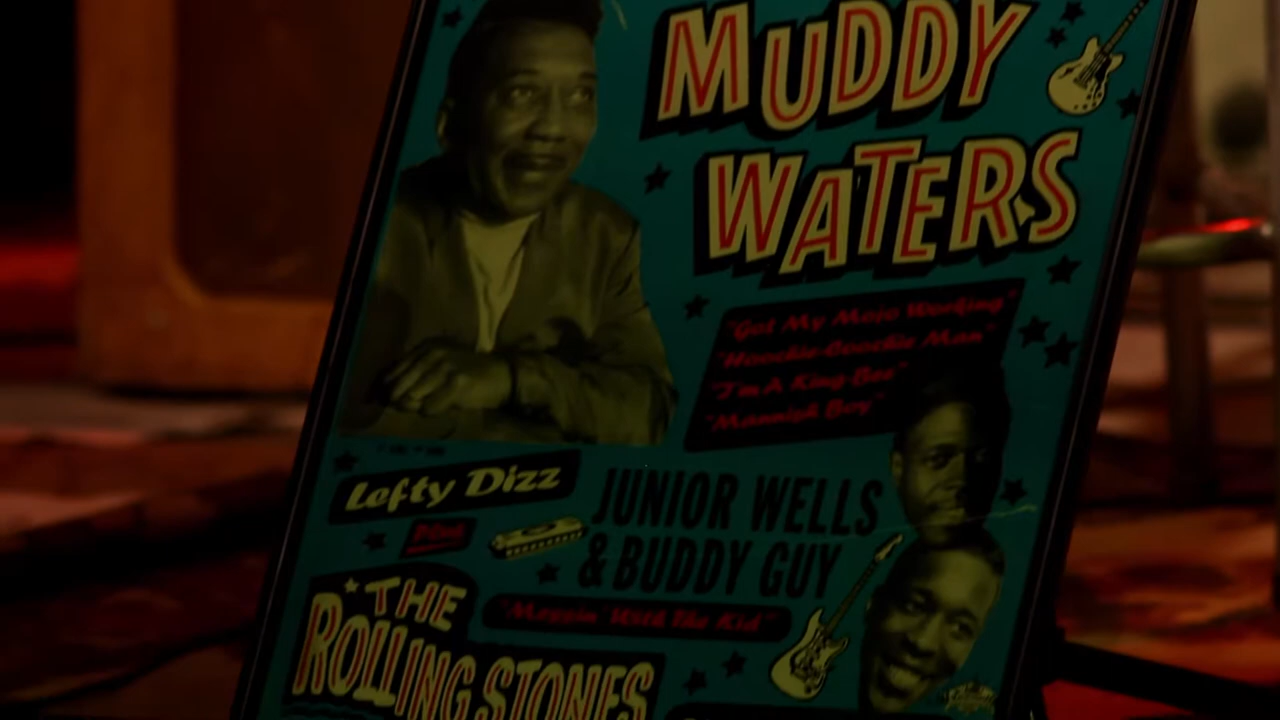 MUDDY
WATERS
"Got My Mojo Working"
"Hoochie-Coochie Man"
"I'm A King Bee"
"Mannish Boy"
Lefty Dizz
JUNIOR WELLS
& BUDDY GUY
Plus
"Messin' With the Kid"
THE
ROLLING STONES